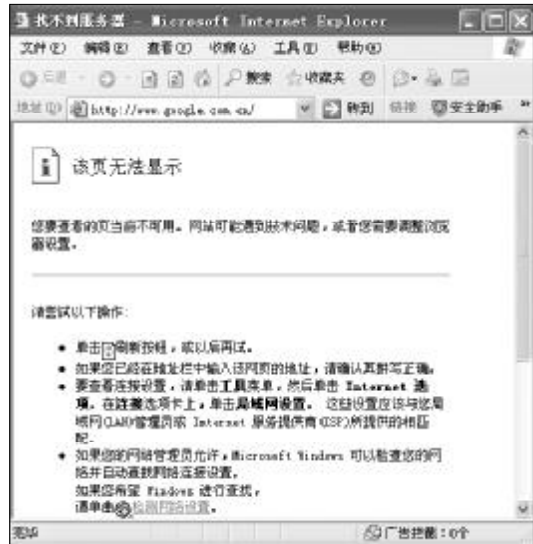 找不到服务器 - Microsoft Internet Explorer
文件(F) 编辑(E) 查看(V) 收藏(A) 工具(T) 帮助(H)
后退 搜索 收藏夹
地址(D) http://www.google.com.cn/ 转到 链接 安全助手 »
该页无法显示
您要查看的页当前不可用。网站可能遇到技术问题，或者您需要调整浏览
器设置。
请尝试以下操作:
单击 刷新按钮，或以后再试。
如果您已经在地址栏中输入该网页的地址，请确认其拼写正确。
要查看连接设置，请单击工具菜单，然后单击 Internet 选
项。在连接选项卡上，单击局域网设置。 这些设置应该与您局
域网(LAN)管理员或 Internet 服务提供商(ISP)所提供的相匹
配。
如果您的网络管理员允许，Microsoft Windows 可以检查您的网
络并自动查找网络连接设置。
如果您希望 Windows 进行查找，
请单击 检测网络设置。
完毕 广告拦截：0个